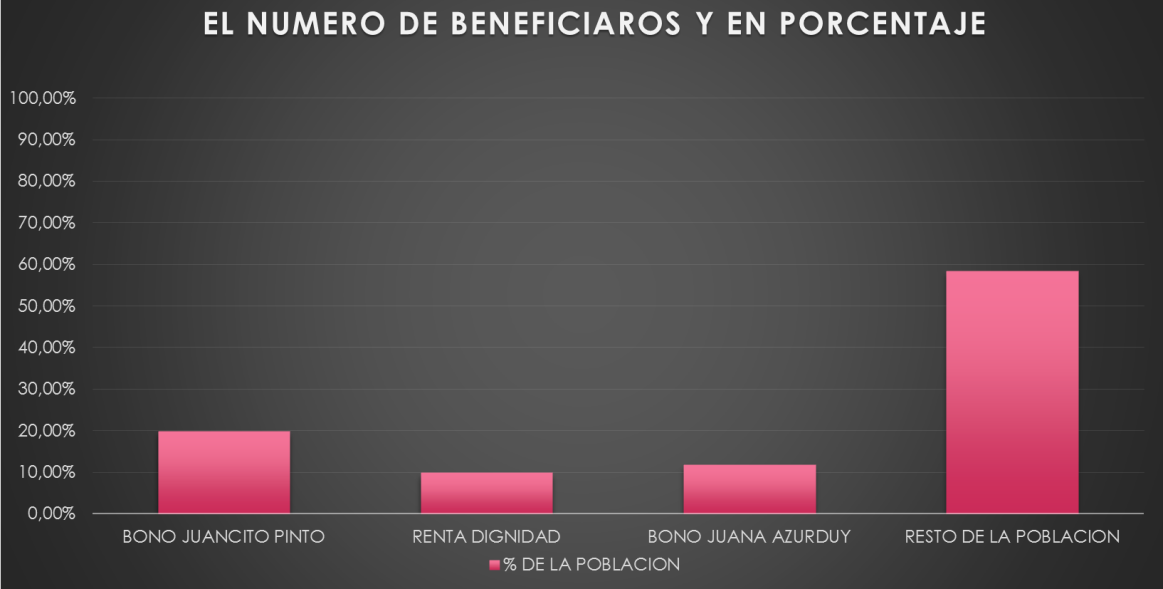 EL NUMERO DE BENEFICIAROS Y EN PORCENTAJE
100,00%
90,00%
80,00%
70,00%
60,00%
50,00%
40,00%
30,00%
20,00%
10,00%
0,00%
BONO JUANCITO PINTO
RENTA DIGNIDAD
BONO JUANA AZURDUY
RESTO DE LA POBLACION
% DE LA POBLACION